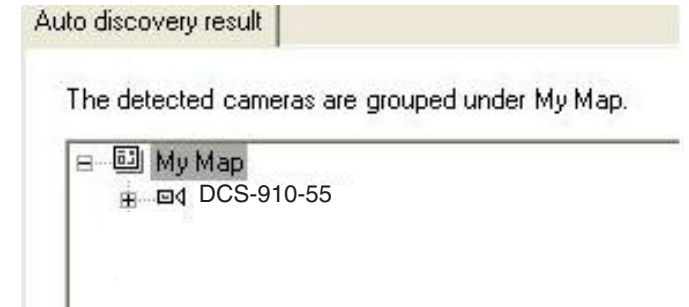 Auto discovery result
The detected cameras are grouped under My Map.
My Map
DCS-910-55